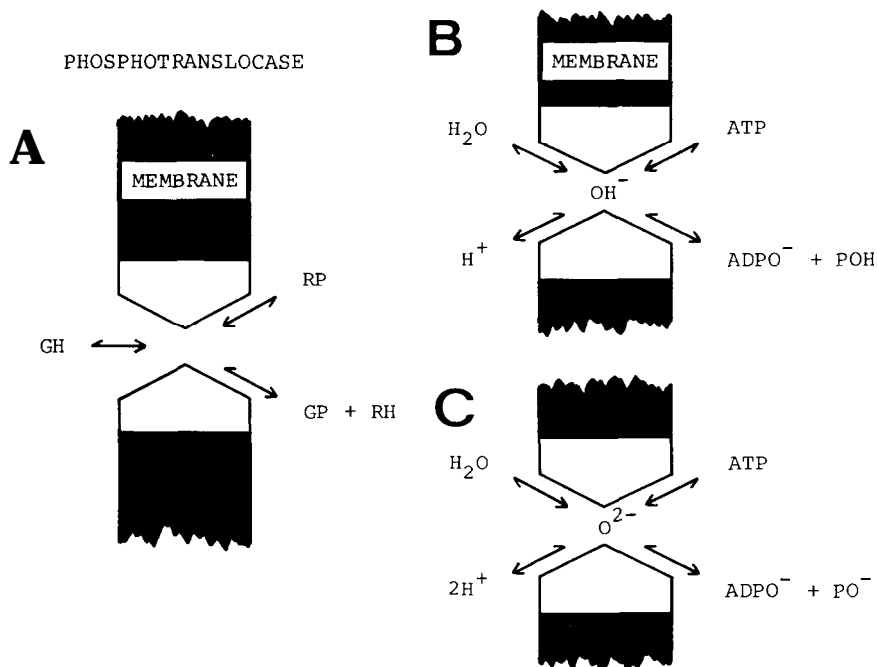 PHOSPHOTRANSLOCASE
A
MEMBRANE
RP
GH
GP + RH
B
MEMBRANE
H₂O
ATP
OH⁻
H⁺
ADPO⁻ + POH
C
H₂O
ATP
O²⁻
2H⁺
ADPO⁻ + PO⁻